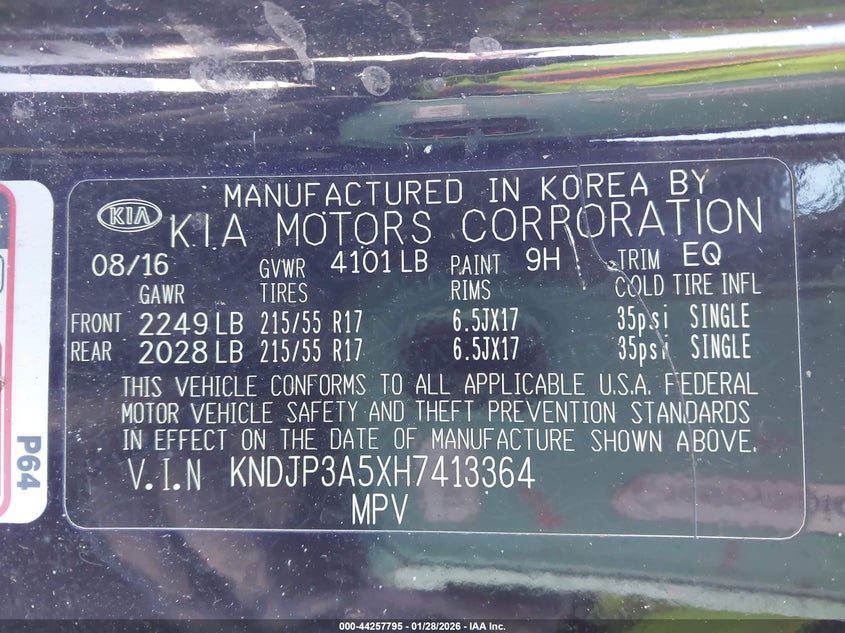 MANUFACTURED IN KOREA BY
KIA KIA MOTORS CORPORATION
08/16 GVWR 4101 LB PAINT 9H TRIM EQ
GAWR TIRES RIMS COLD TIRE INFL
FRONT 2249 LB 215/55 R17 6.5JX17 35psi SINGLE
REAR 2028 LB 215/55 R17 6.5JX17 35psi SINGLE
THIS VEHICLE CONFORMS TO ALL APPLICABLE U.S.A. FEDERAL
MOTOR VEHICLE SAFETY AND THEFT PREVENTION STANDARDS
IN EFFECT ON THE DATE OF MANUFACTURE SHOWN ABOVE.
V.I.N KNDJP3A5XH7413364
MPV
P64
000-44257795 - 01/28/2026 - IAA Inc.